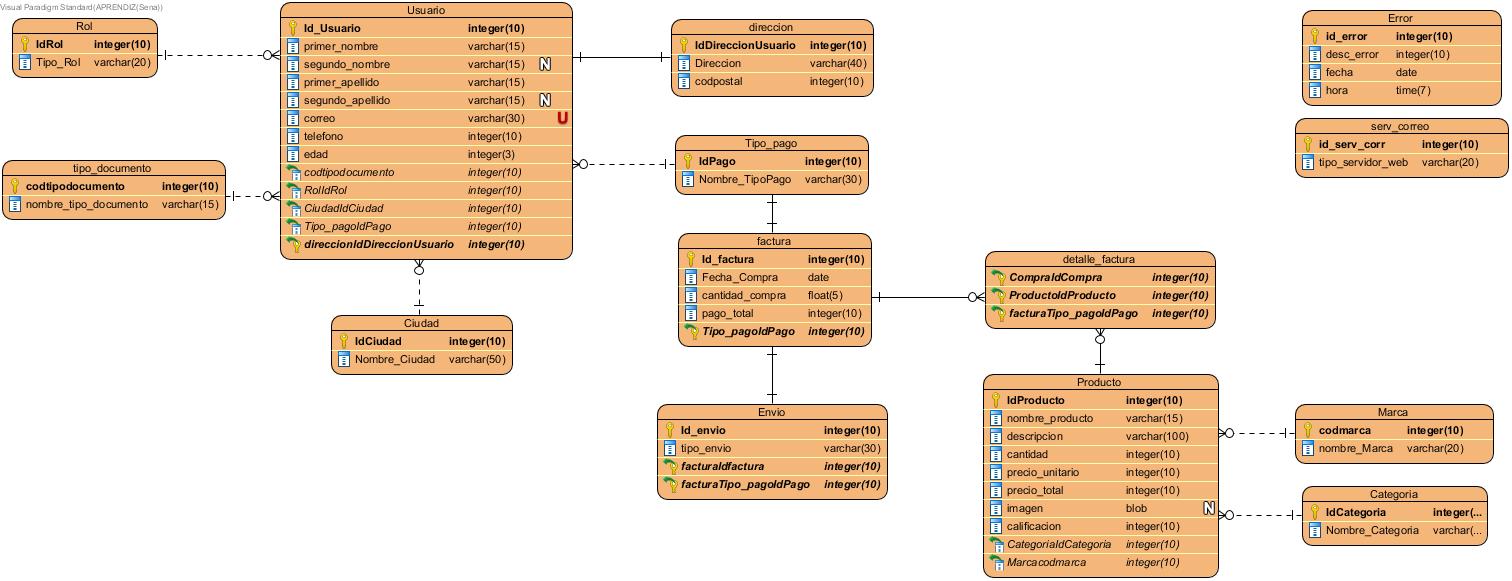 Visual Paradigm Standard(APRENDIZ(Sena))
Rol
IdRol integer(10)
Tipo_Rol varchar(20)
tipo_documento
codtipodocumento integer(10)
nombre_tipo_documento varchar(15)
Usuario
Id_Usuario integer(10)
primer_nombre varchar(15)
segundo_nombre varchar(15) N
primer_apellido varchar(15)
segundo_apellido varchar(15) N
correo varchar(30) U
telefono integer(10)
edad integer(3)
codtipodocumento integer(10)
RolIdRol integer(10)
CiudadIdCiudad integer(10)
Tipo_pagoIdPago integer(10)
direccionIdDireccionUsuario integer(10)
Ciudad
IdCiudad integer(10)
Nombre_Ciudad varchar(50)
direccion
IdDireccionUsuario integer(10)
Direccion varchar(40)
codpostal integer(10)
Tipo_pago
IdPago integer(10)
Nombre_TipoPago varchar(30)
factura
Id_factura integer(10)
Fecha_Compra date
cantidad_compra float(5)
pago_total integer(10)
Tipo_pagoIdPago integer(10)
Envio
Id_envio integer(10)
tipo_envio varchar(30)
facturaIdfactura integer(10)
facturaTipo_pagoIdPago integer(10)
detalle_factura
CompraIdCompra integer(10)
ProductoIdProducto integer(10)
facturaTipo_pagoIdPago integer(10)
Producto
IdProducto integer(10)
nombre_producto varchar(15)
descripcion varchar(100)
cantidad integer(10)
precio_unitario integer(10)
precio_total integer(10)
imagen blob N
calificacion integer(10)
CategoriaIdCategoria integer(10)
Marcacodmarca integer(10)
Error
id_error integer(10)
desc_error integer(10)
fecha date
hora time(7)
serv_correo
id_serv_corr integer(10)
tipo_servidor_web varchar(20)
Marca
codmarca integer(10)
nombre_Marca varchar(20)
Categoria
IdCategoria integer(...
Nombre_Categoria varchar(...